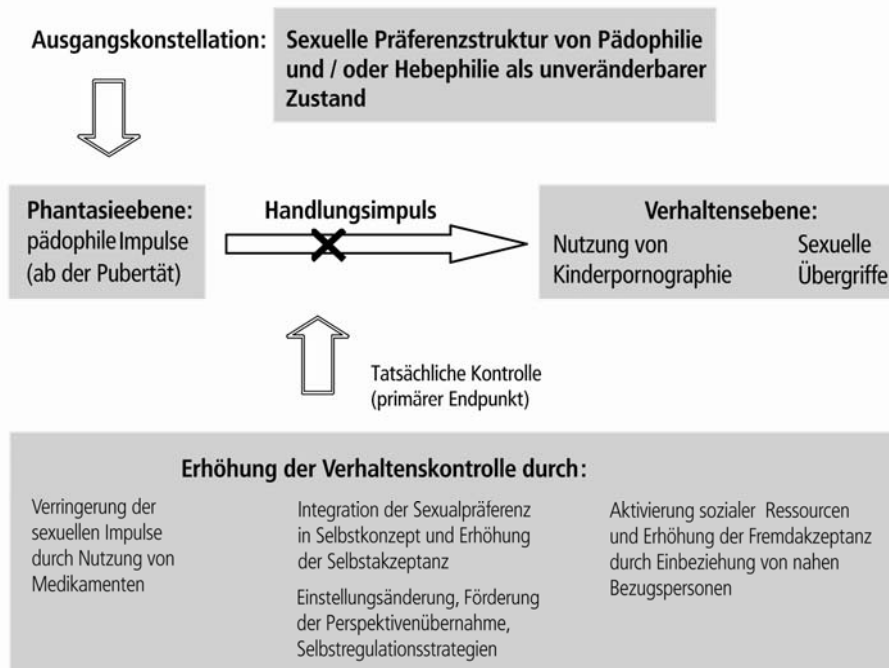 Ausgangskonstellation:
Sexuelle Präferenzstruktur von Pädophilie
und / oder Hebephilie als unveränderbarer
Zustand
Phantasieebene:
pädophile Impulse
(ab der Pubertät)
Handlungsimpuls
Verhaltensebene:
Nutzung von
Kinderpornographie
Sexuelle
Übergriffe
Tatsächliche Kontrolle
(primärer Endpunkt)
Erhöhung der Verhaltenskontrolle durch:
Verringerung der
sexuellen Impulse
durch Nutzung von
Medikamenten
Integration der Sexualpräferenz
in Selbstkonzept und Erhöhung
der Selbstakzeptanz
Einstellungsänderung, Förderung
der Perspektivenübernahme,
Selbstregulationsstrategien
Aktivierung sozialer Ressourcen
und Erhöhung der Fremdakzeptanz
durch Einbeziehung von nahen
Bezugspersonen